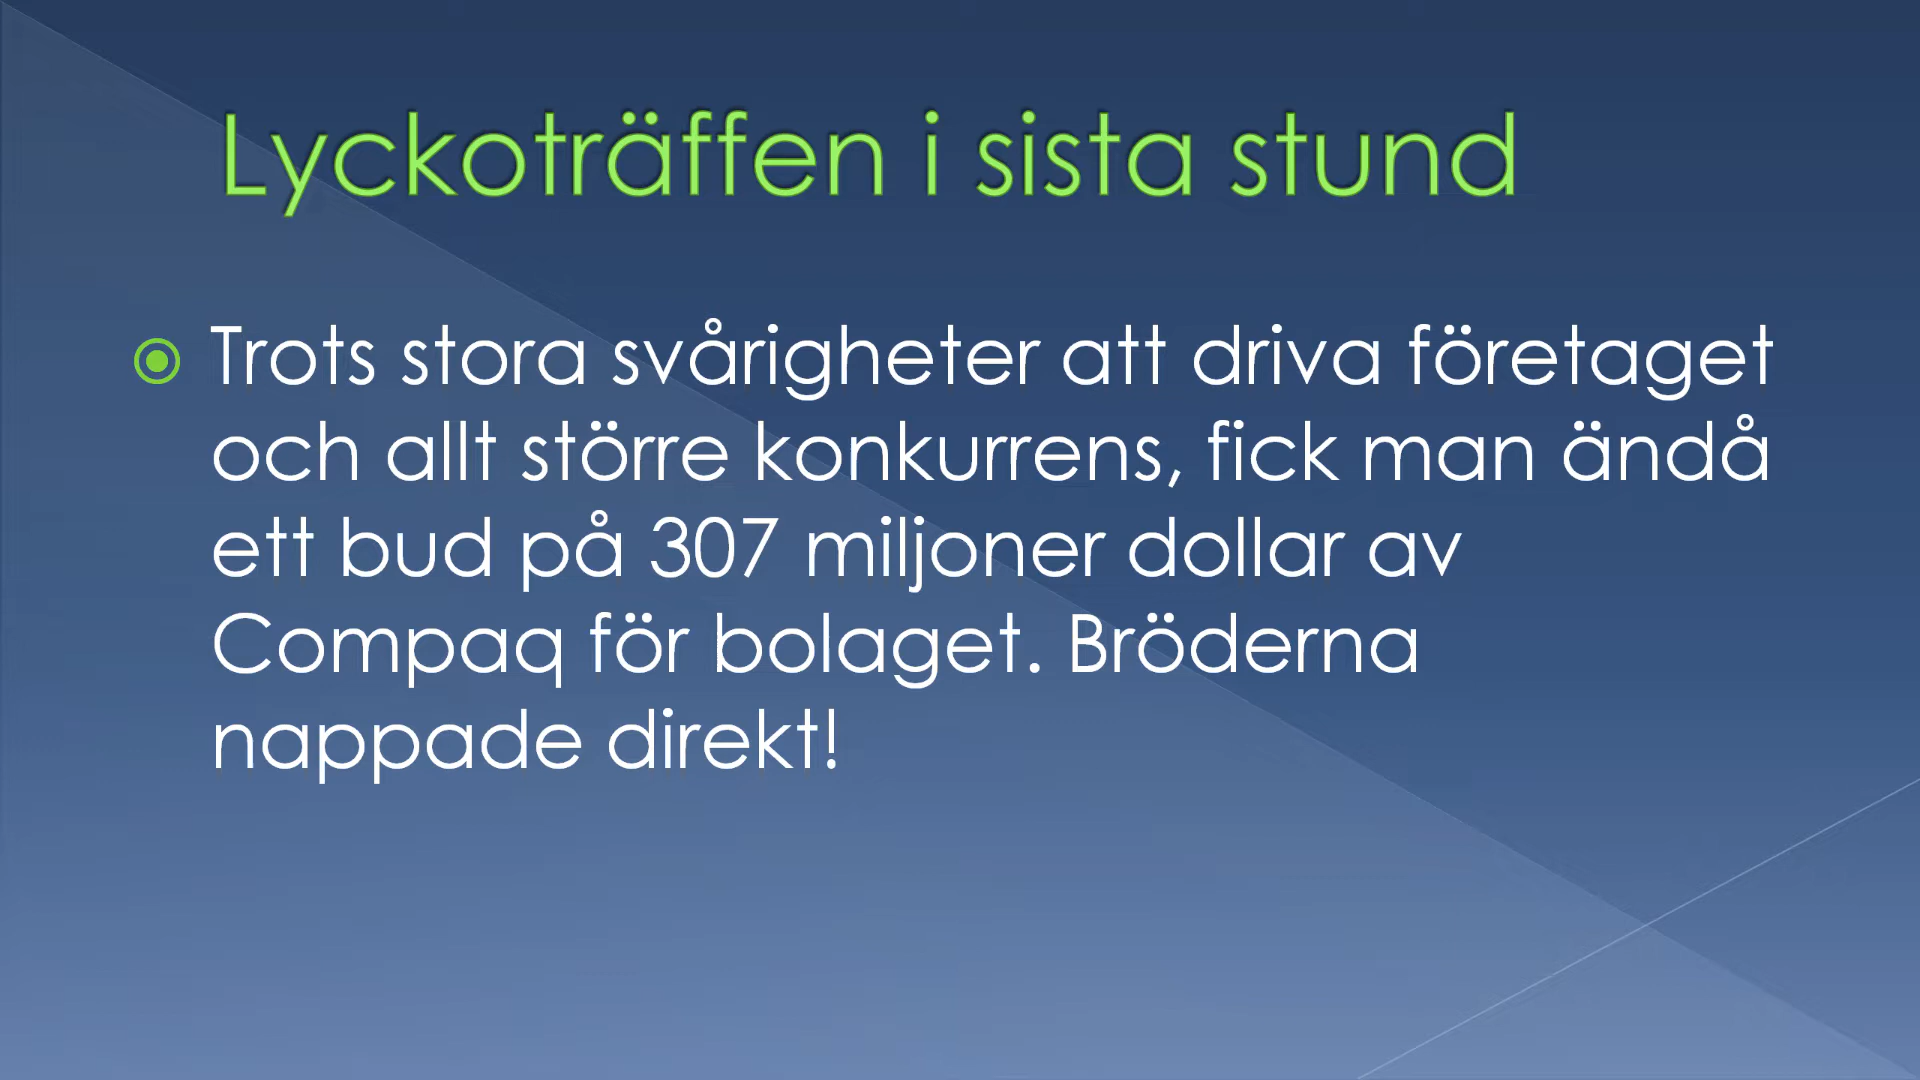 Lyckoträffen i sista stund
Trots stora svårigheter att driva företaget
och allt större konkurrens, fick man ändå
ett bud på 307 miljoner dollar av
Compaq för bolaget. Bröderna
nappade direkt!